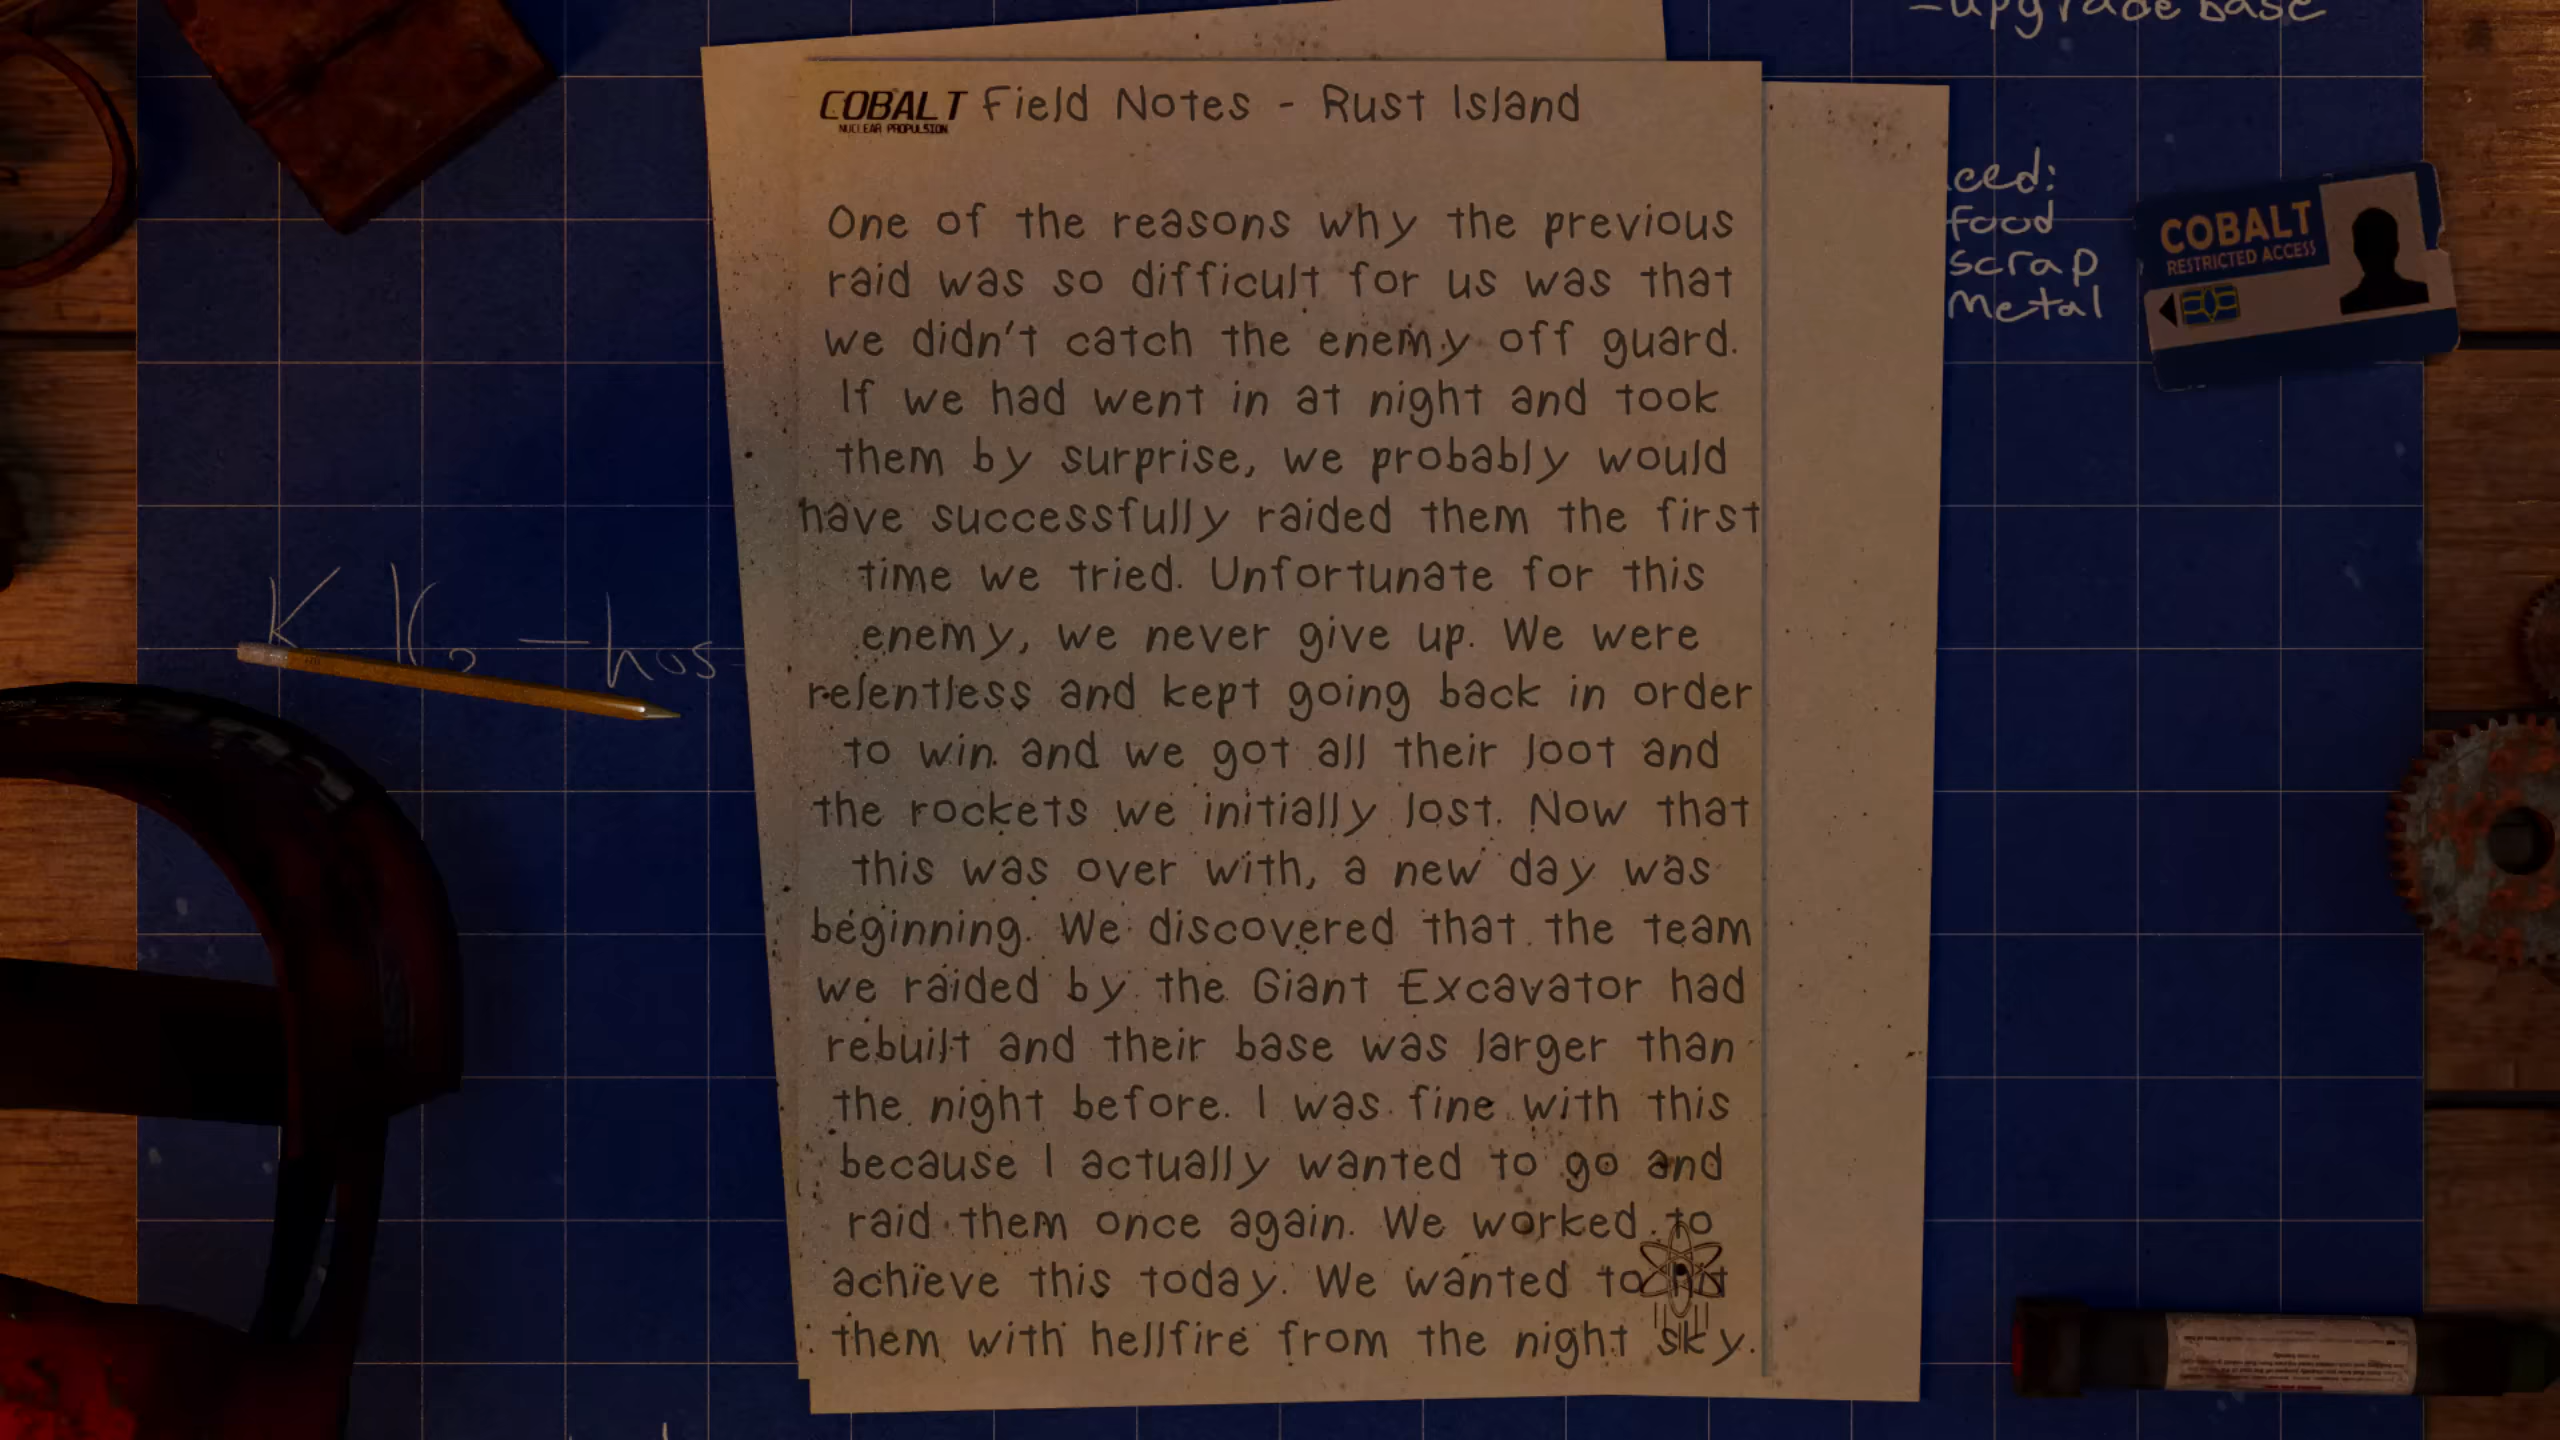 -upgrade base
COBALT Field Notes - Rust Island
NUCLEAR PROPULSION
One of the reasons why the previous
raid was so difficult for us was that
we didn't catch the enemy off guard.
If we had went in at night and took
them by surprise, we probably would
have successfully raided them the first
time we tried. Unfortunate for this
enemy, we never give up. We were
relentless and kept going back in order
to win. and we got all their loot and
the rockets we initially lost. Now that
this was over with, a new day was
beginning. We discovered that the team
we raided by the Giant Excavator had
rebuilt and their base was larger than
the night before. I was fine with this
because I actually wanted to go and
raid them once again. We worked to
achieve this today. We wanted to hit
them with hellfire from the night sky.
food
scrap
Metal
COBALT
RESTRICTED ACCESS